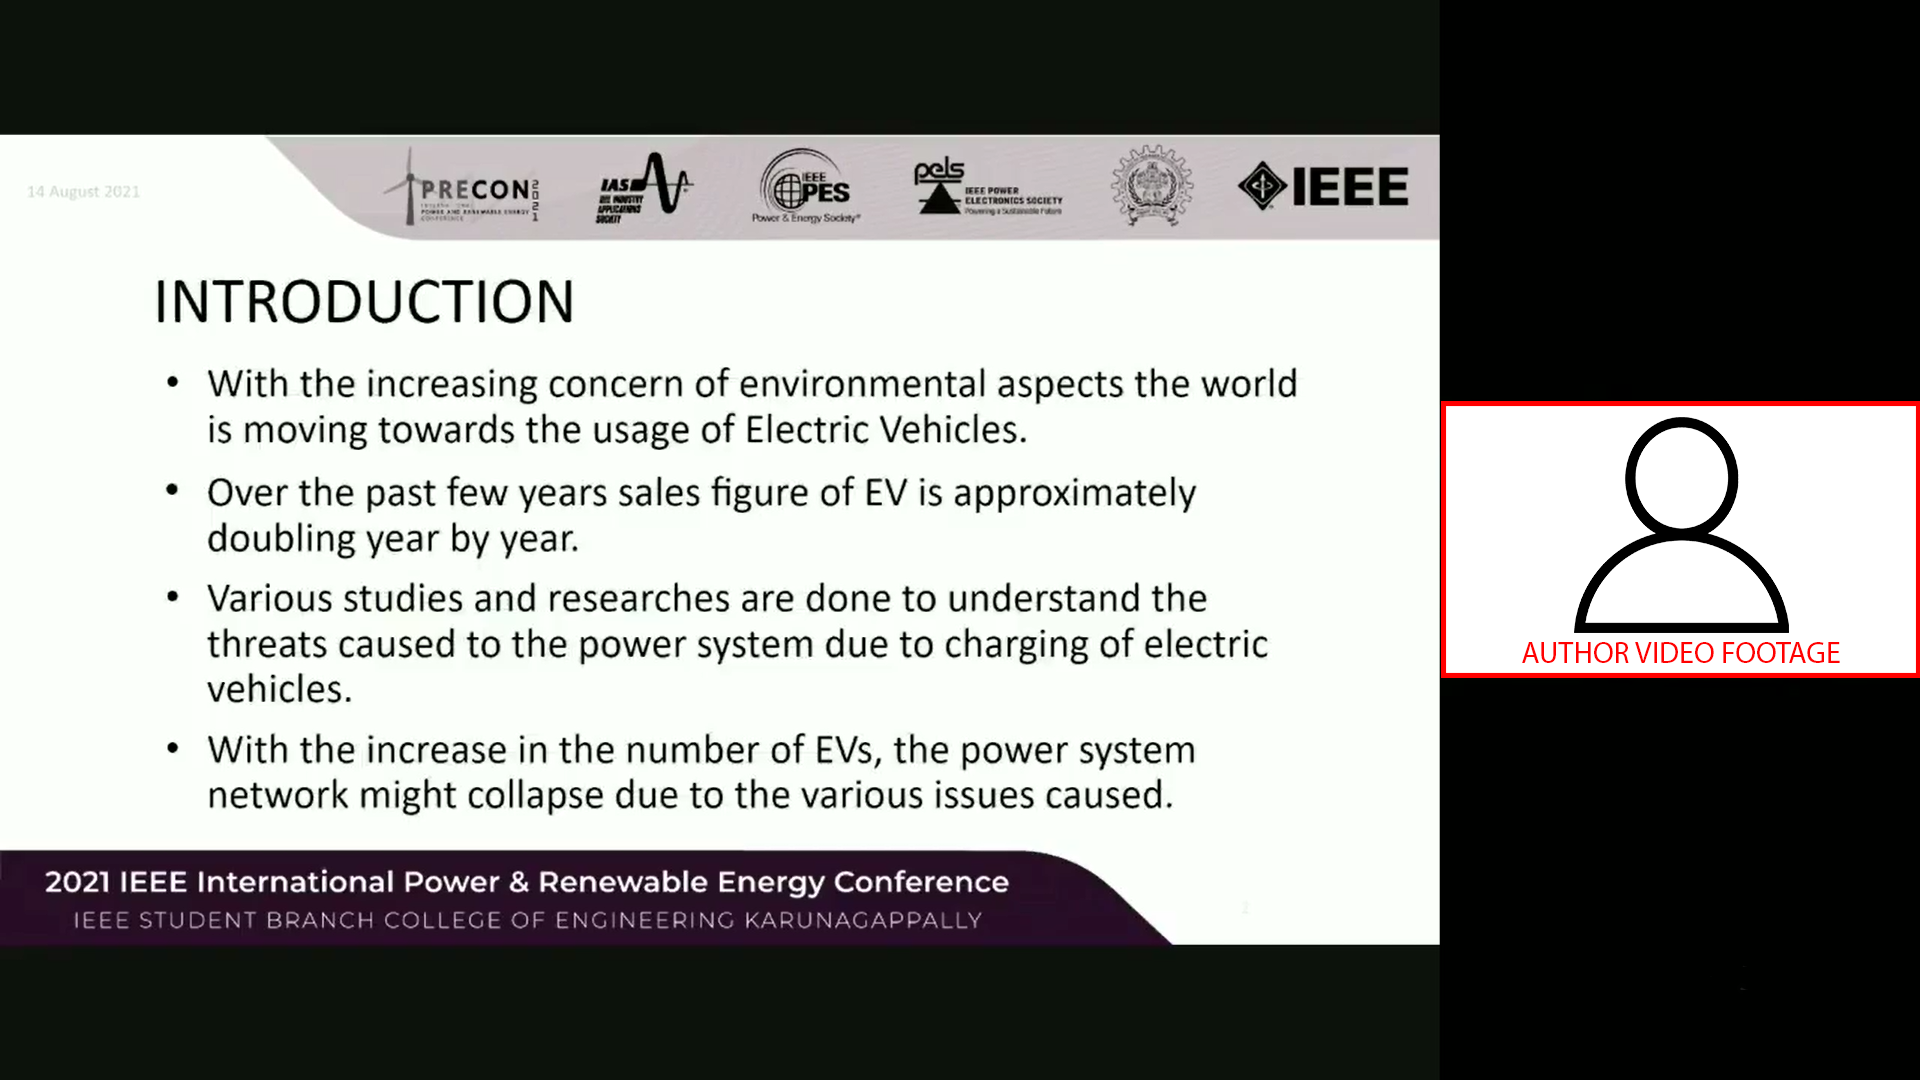 14 August 2021
PRECON
2021
INTERNATIONAL
POWER AND RENEWABLE ENERGY
CONFERENCE
IAS
IEEE INDUSTRY
APPLICATIONS
SOCIETY
IEEE
PES
Power & Energy Society®
pels
IEEE POWER
ELECTRONICS SOCIETY
Powering a Sustainable Future
IEEE
INTRODUCTION
• With the increasing concern of environmental aspects the world
is moving towards the usage of Electric Vehicles.
• Over the past few years sales figure of EV is approximately
doubling year by year.
• Various studies and researches are done to understand the
threats caused to the power system due to charging of electric
vehicles.
• With the increase in the number of EVs, the power system
network might collapse due to the various issues caused.
2021 IEEE International Power & Renewable Energy Conference
IEEE STUDENT BRANCH COLLEGE OF ENGINEERING KARUNAGAPPALLY
2
AUTHOR VIDEO FOOTAGE